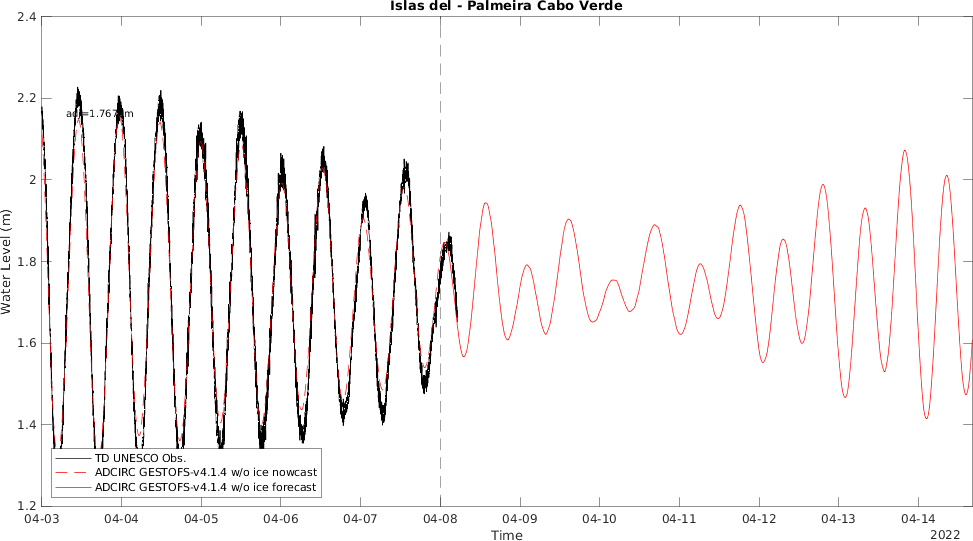 Islas del - Palmeira Cabo Verde
2.4
2.2
2
1.8
1.6
1.4
1.2
Water Level (m)
adj=1.767 m
TD UNESCO Obs.
ADCIRC GESTOFS-v4.1.4 w/o ice nowcast
ADCIRC GESTOFS-v4.1.4 w/o ice forecast
04-03 04-04 04-05 04-06 04-07 04-08 04-09 04-10 04-11 04-12 04-13 04-14
2022
Time